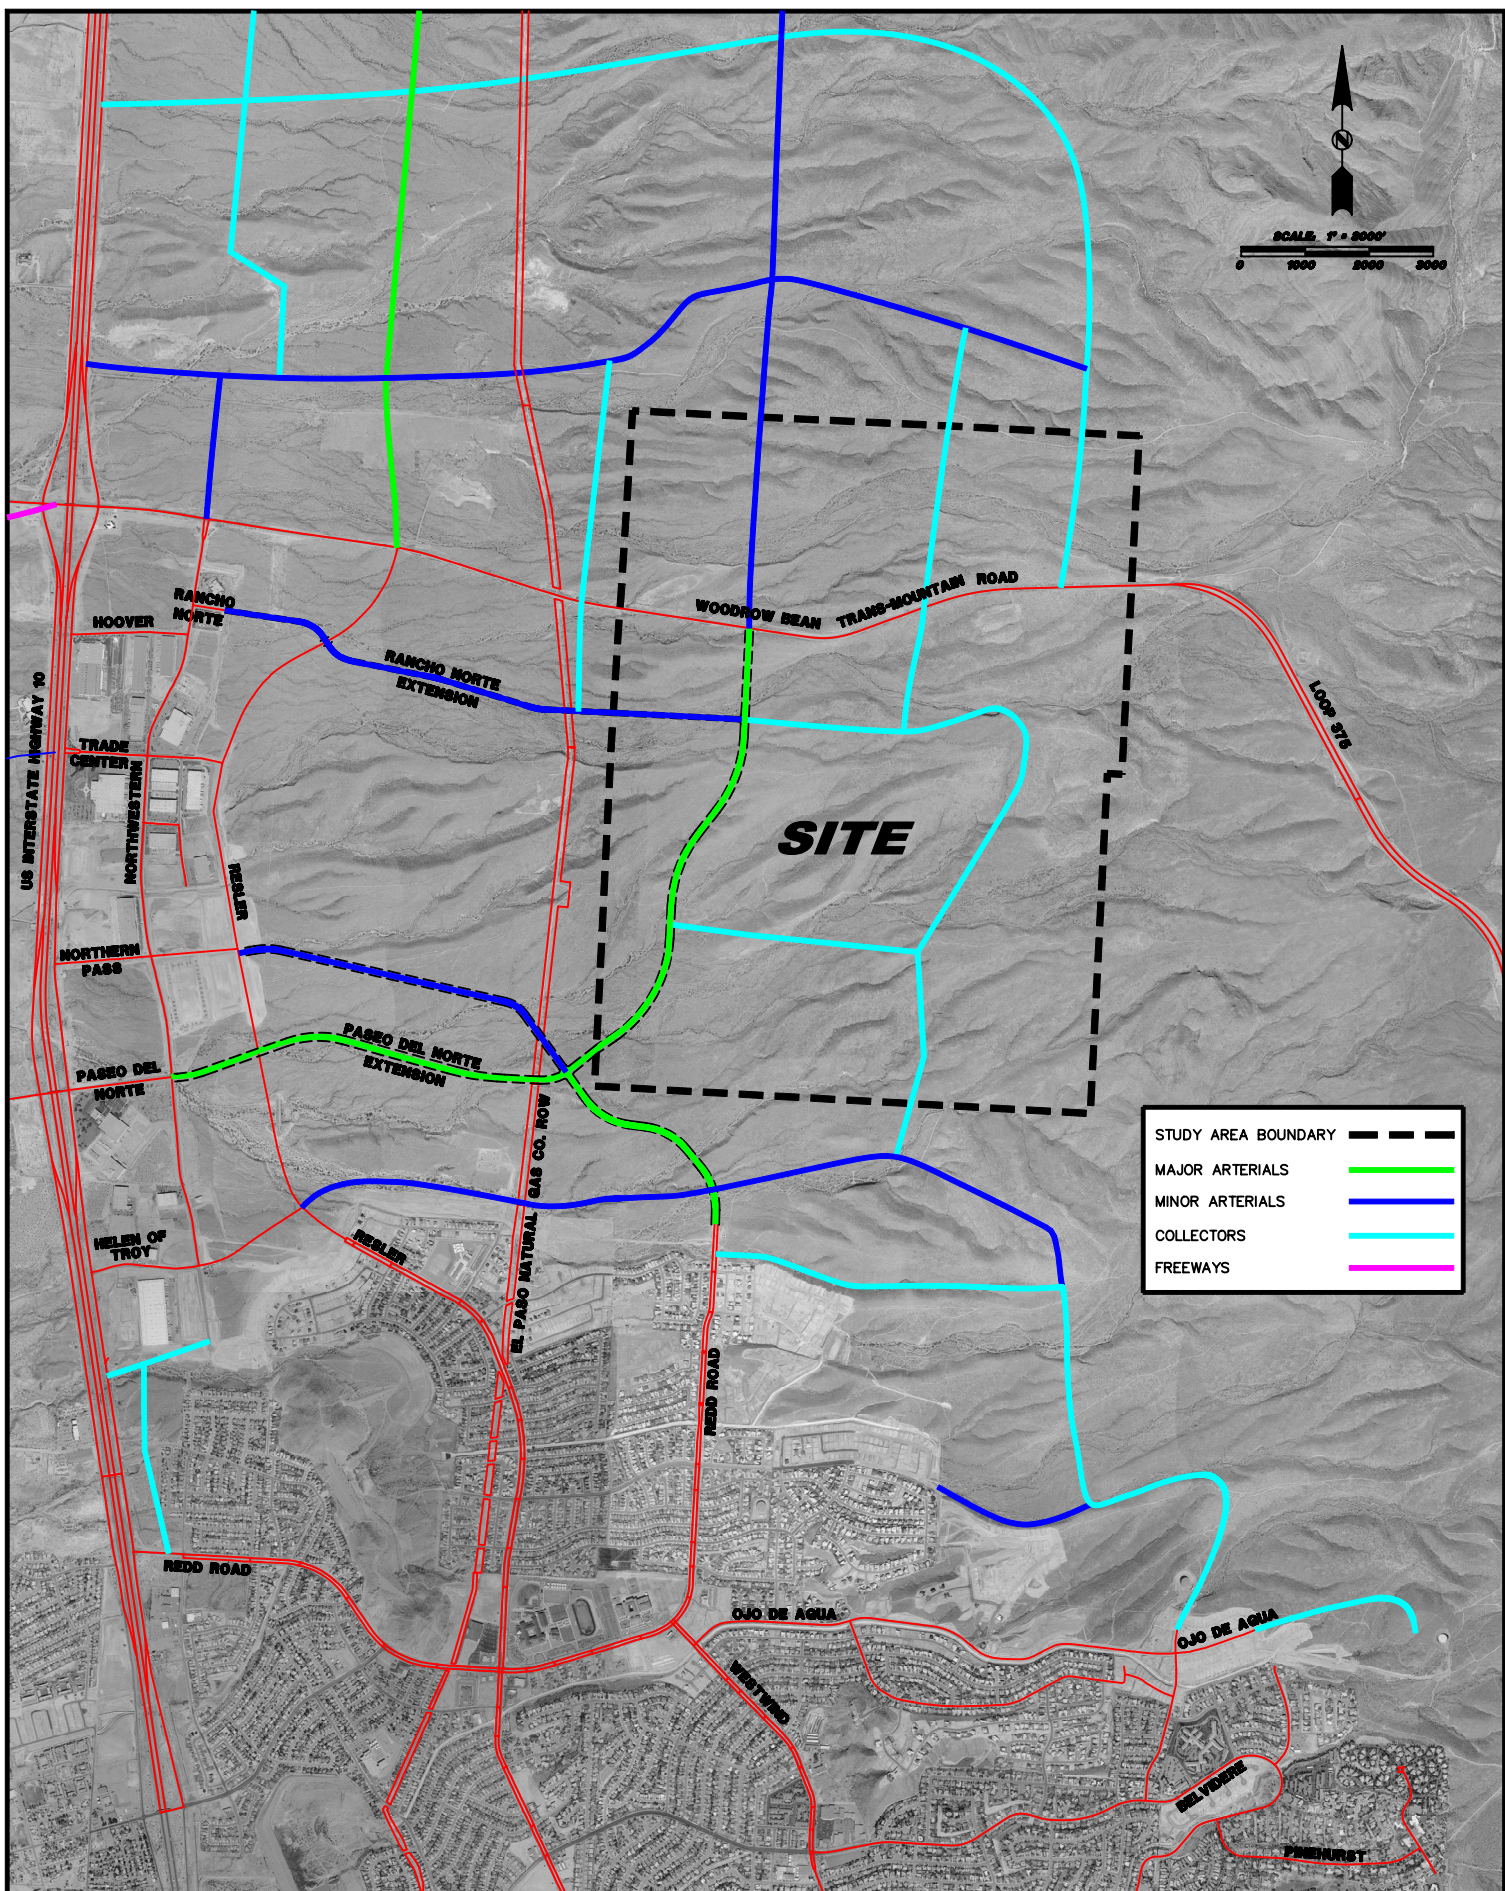 N
SCALE: 1" = 2000'
0 1000 2000 3000
RANCHO
NORTE
HOOVER
WOODROW BEAN TRANS-MOUNTAIN ROAD
RANCHO NORTE
EXTENSION
US INTERSTATE HIGHWAY 10
LOOP 375
TRADE
CENTER
NORTHWESTERN
SITE
RESLER
NORTHERN
PASS
PASEO DEL NORTE
EXTENSION
PASEO DEL
NORTE
EL PASO NATURAL GAS CO. ROW
STUDY AREA BOUNDARY
MAJOR ARTERIALS
MINOR ARTERIALS
COLLECTORS
FREEWAYS
HELEN OF
TROY
RESLER
REDD ROAD
REDD ROAD
OJO DE AGUA
OJO DE AGUA
WESTWIND
BELVIDERE
PINEHURST